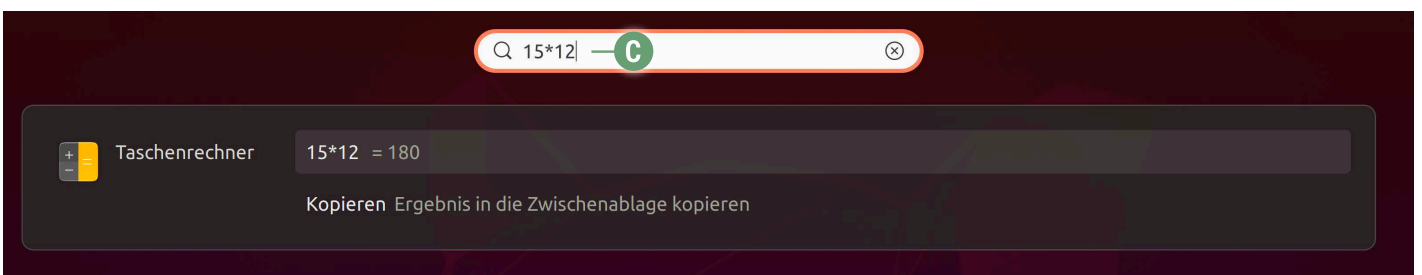 15*12 C
Taschenrechner 15*12 = 180
Kopieren Ergebnis in die Zwischenablage kopieren